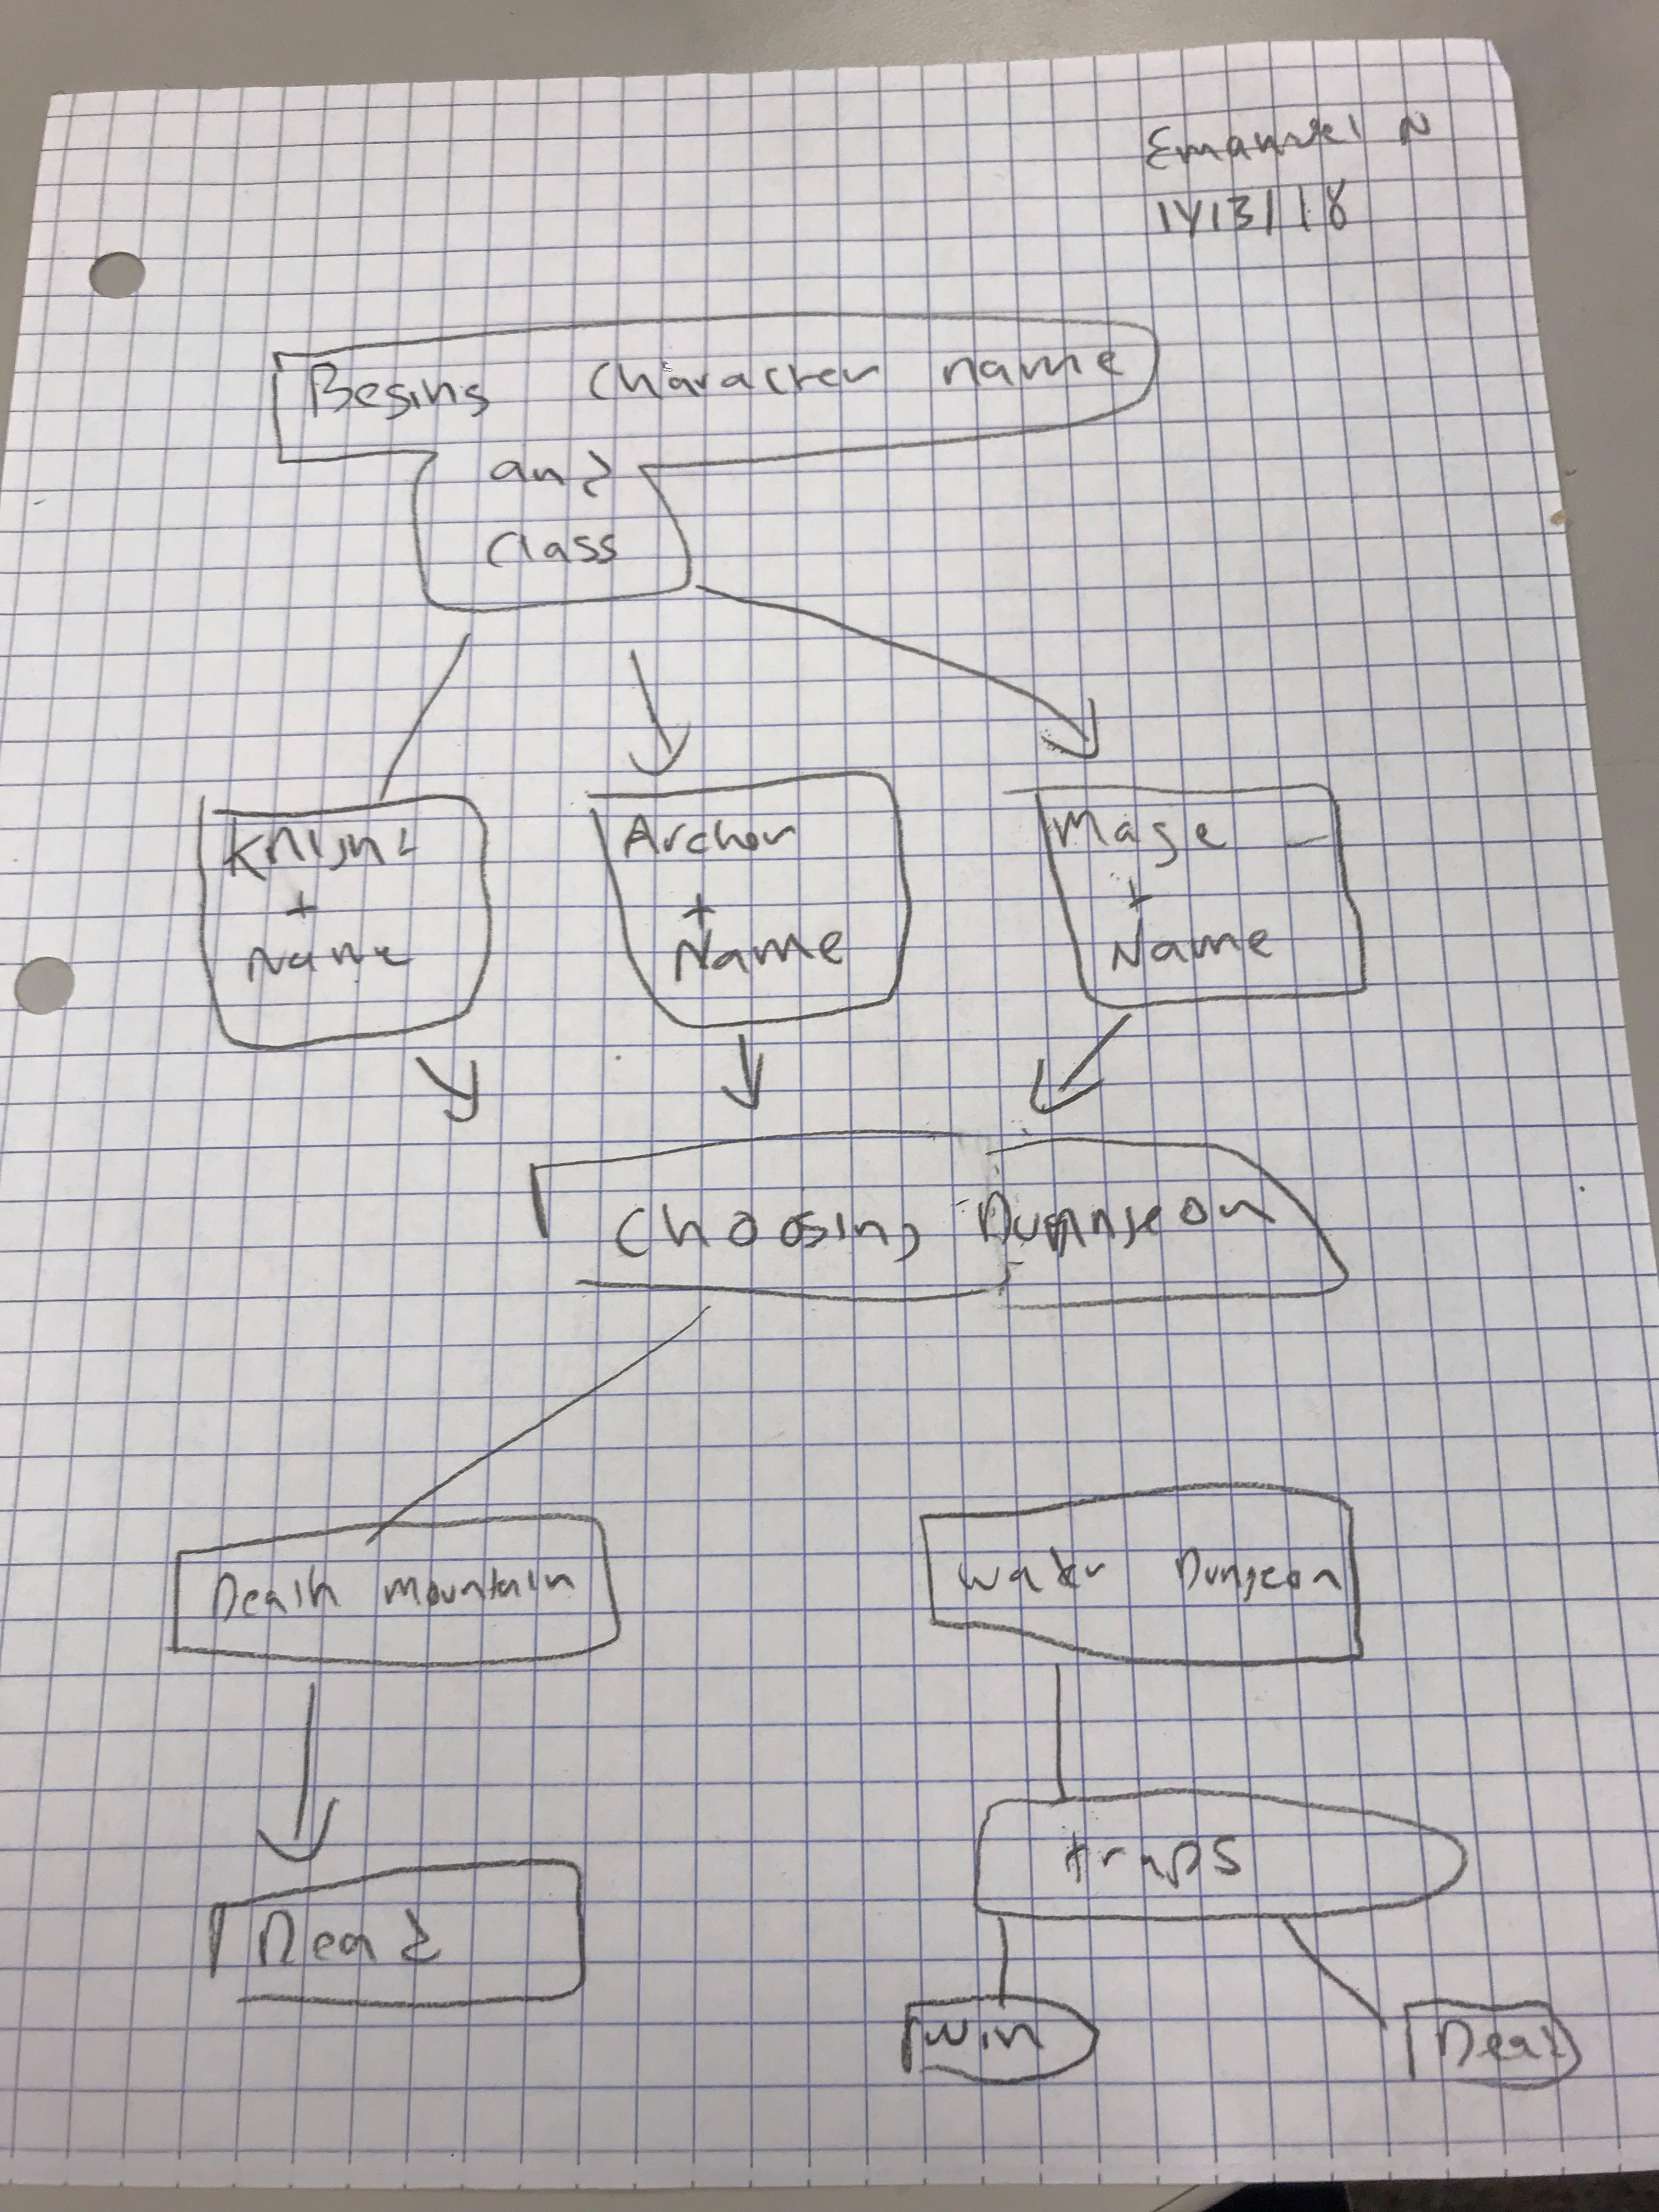 Emanuel N
11/13/18
Begins Character name
and
Class
Knight
+
Name
Archer
+
Name
Mage
+
Name
Choosing Dungeon
Death mountain
Water Dungeon
traps
Dead
Win
Dead